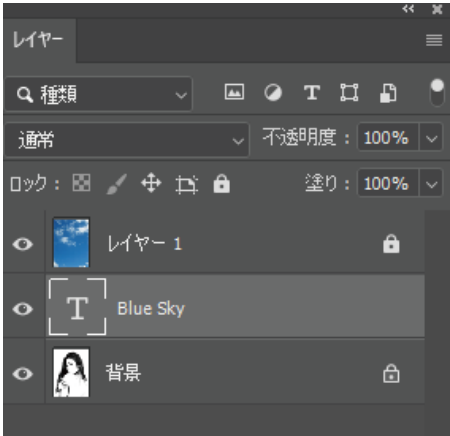 レイヤー
種類
通常 不透明度 : 100%
ロック : 塗り : 100%
レイヤー 1
T Blue Sky
背景